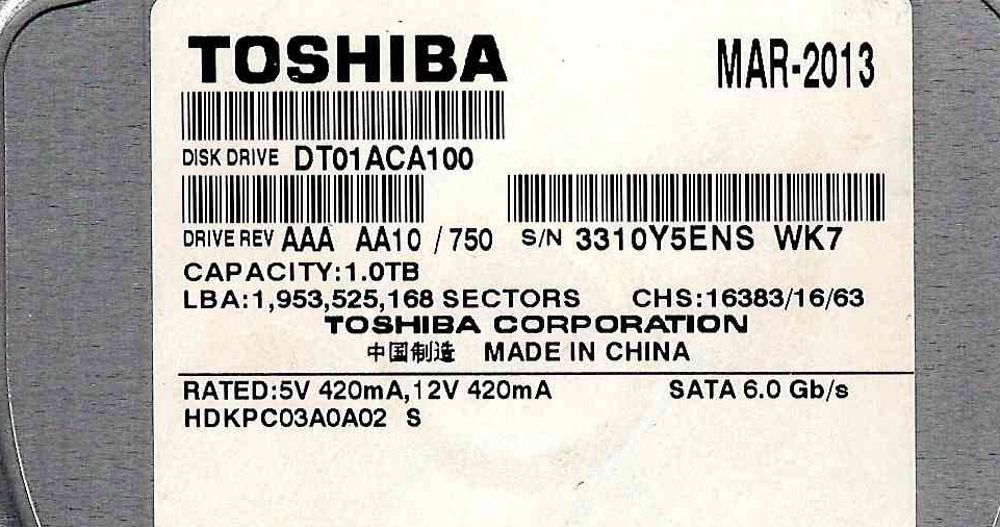 TOSHIBA MAR-2013
DISK DRIVE DT01ACA100
DRIVE REV AAA AA10 / 750 S/N 3310Y5ENS WK7
CAPACITY:1.0TB
LBA:1,953,525,168 SECTORS CHS:16383/16/63
TOSHIBA CORPORATION
中国制造 MADE IN CHINA
RATED:5V 420mA,12V 420mA SATA 6.0 Gb/s
HDKPC03A0A02 S